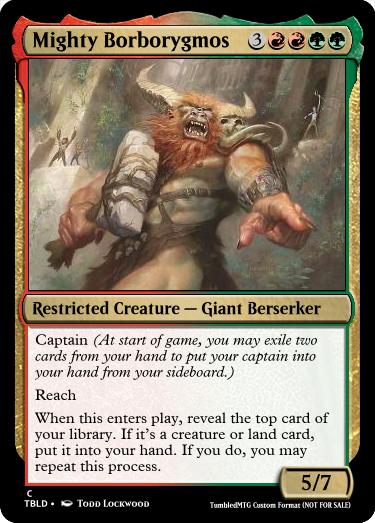 Mighty Borborygmos 3
Restricted Creature — Giant Berserker
Captain (At start of game, you may exile two
cards from your hand to put your captain into
your hand from your sideboard.)
Reach
When this enters play, reveal the top card of
your library. If it's a creature or land card,
put it into your hand. If you do, you may
repeat this process.
5/7
C
TBLD • Todd Lockwood
TumbledMTG Custom Format (NOT FOR SALE)